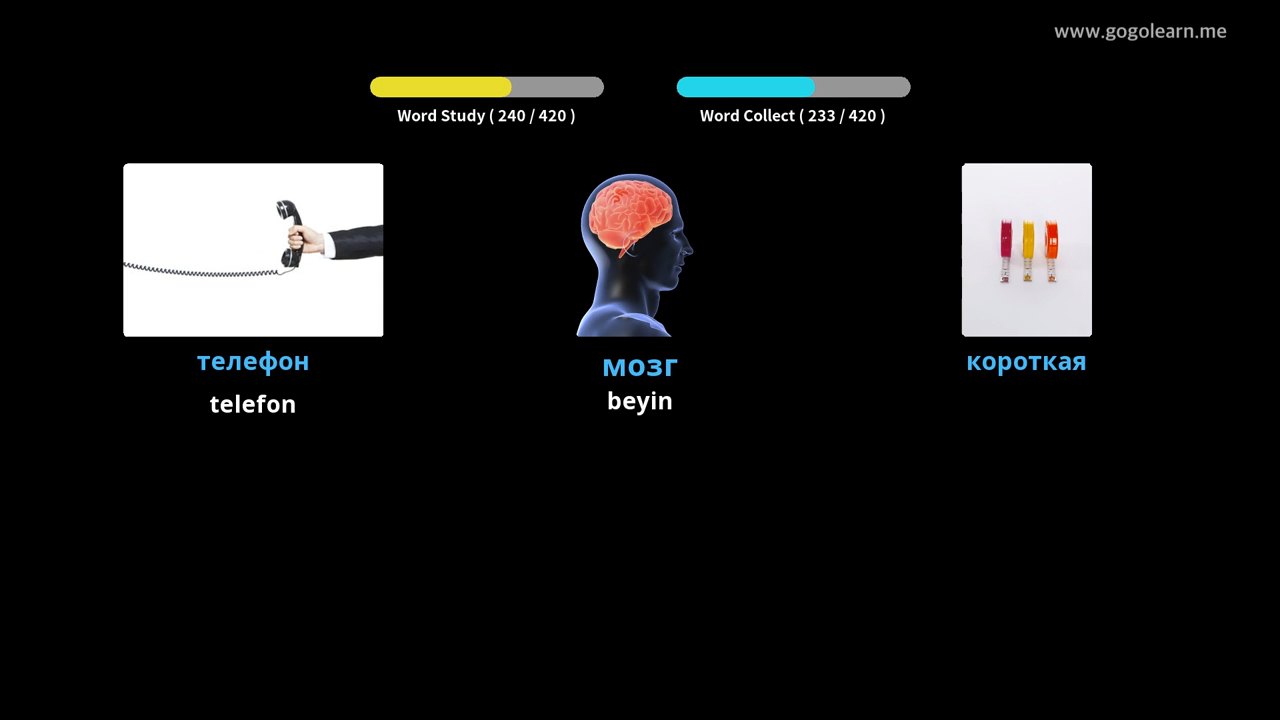 www.gogolearn.me
Word Study ( 240 / 420 )
Word Collect ( 233 / 420 )
телефон
telefon
мозг
beyin
короткая